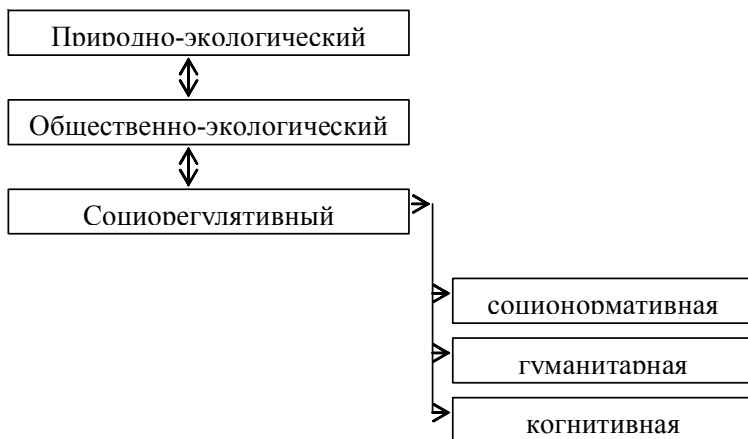 Природно-экологический
Общественно-экологический
Социорегулятивный
соционормативная
гуманитарная
когнитивная